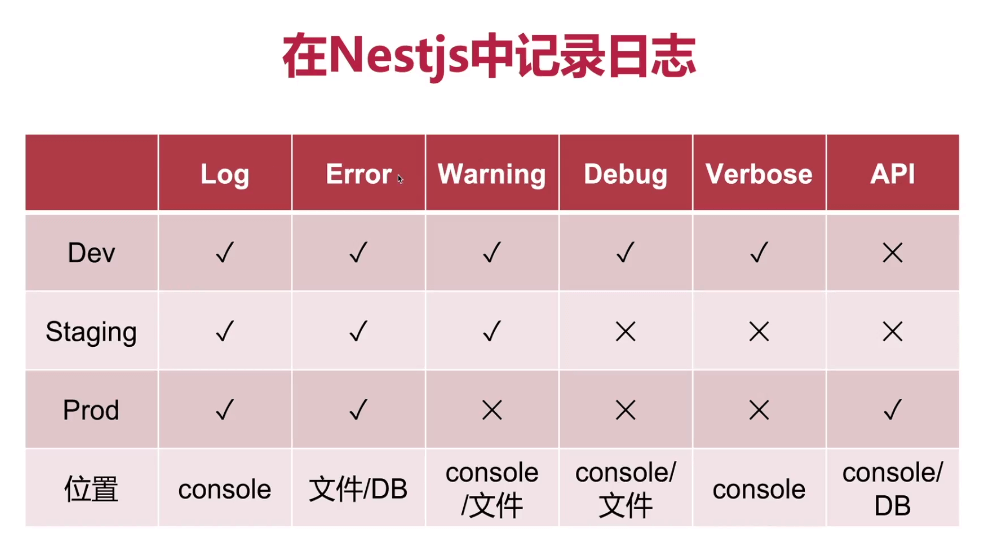 在Nestjs中记录日志
Log Error Warning Debug Verbose API
Dev ✓ ✓ ✓ ✓ ✓ ×
Staging ✓ ✓ ✓ × × ×
Prod ✓ ✓ × × × ✓
位置 console 文件/DB console/文件 console/文件 console console/DB